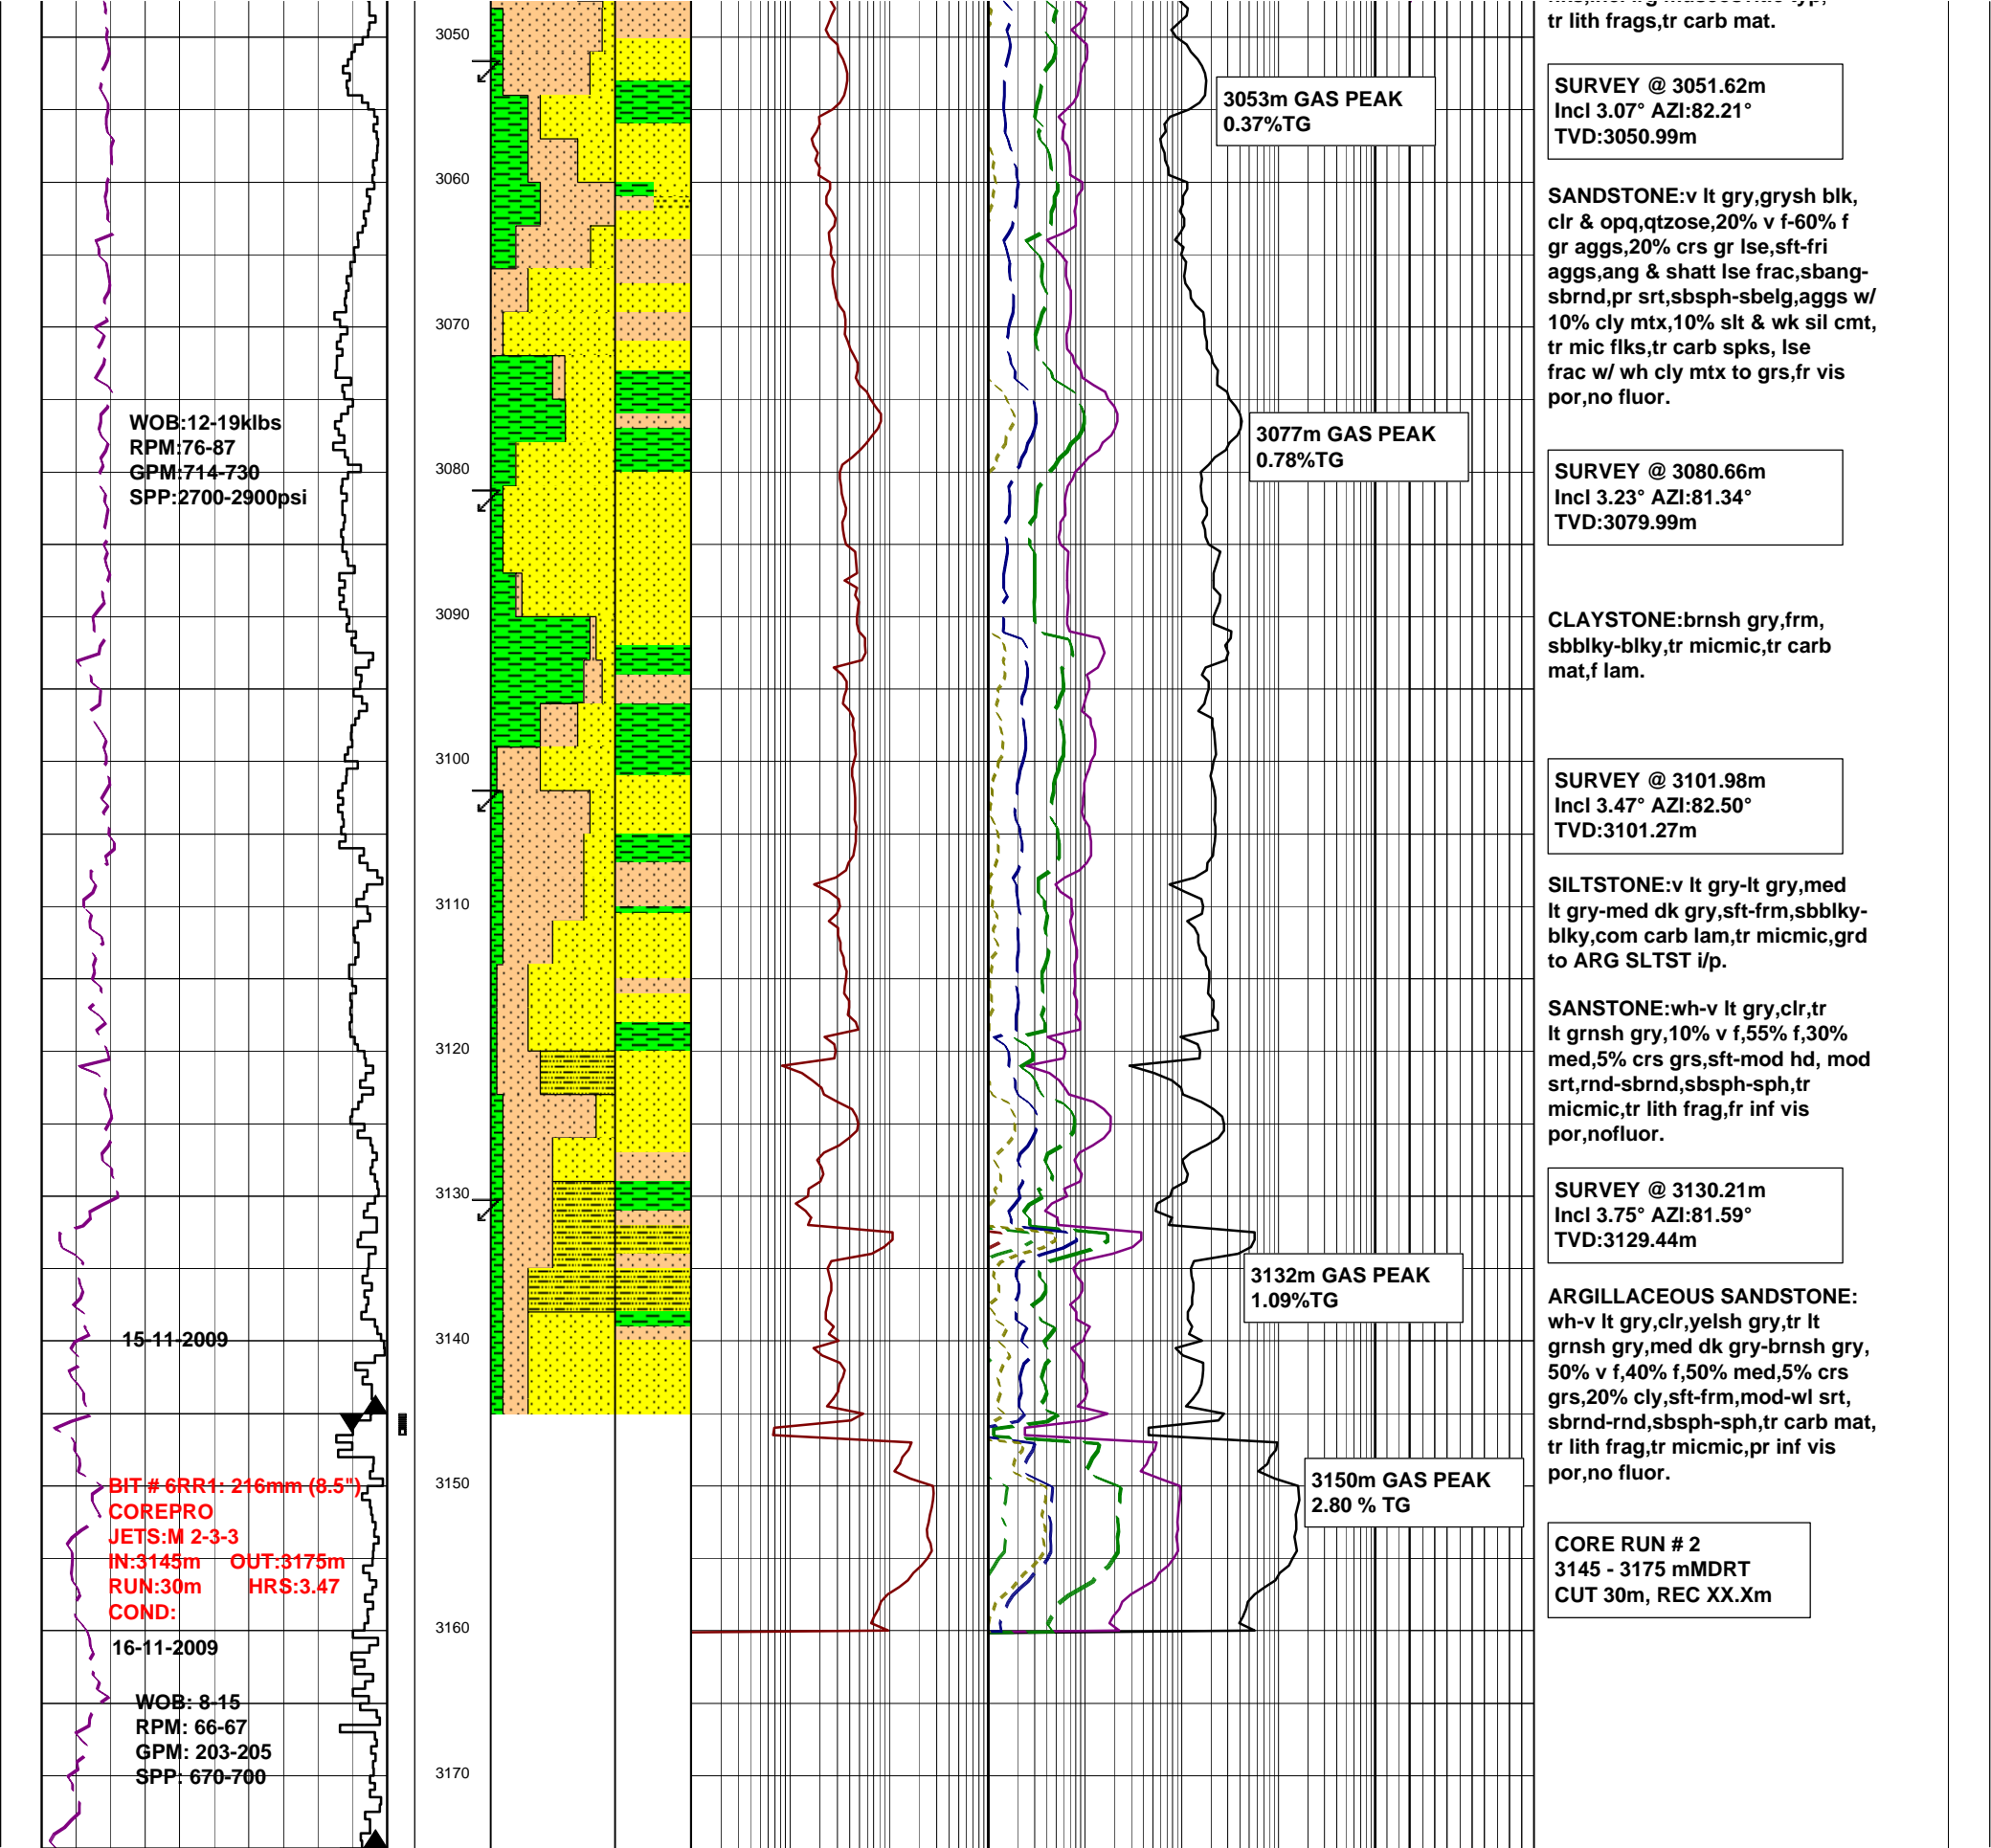 tr lith frags,tr carb mat.
SURVEY @ 3051.62m
Incl 3.07° AZI:82.21°
TVD:3050.99m
SANDSTONE:v lt gry,grysh blk,
clr & opq,qtzose,20% v f-60% f
gr aggs,20% crs gr lse,sft-fri
aggs,ang & shatt lse frac,sbang-
sbrnd,pr srt,sbsph-sbelg,aggs w/
10% cly mtx,10% slt & wk sil cmt,
tr mic flks,tr carb spks, lse
frac w/ wh cly mtx to grs,fr vis
por,no fluor.
SURVEY @ 3080.66m
Incl 3.23° AZI:81.34°
TVD:3079.99m
CLAYSTONE:brnsh gry,frm,
sbblky-blky,tr micmic,tr carb
mat,f lam.
SURVEY @ 3101.98m
Incl 3.47° AZI:82.50°
TVD:3101.27m
SILTSTONE:v lt gry-lt gry,med
lt gry-med dk gry,sft-frm,sbblky-
blky,com carb lam,tr micmic,grd
to ARG SLTST i/p.
SANSTONE:wh-v lt gry,clr,tr
lt grnsh gry,10% v f,55% f,30%
med,5% crs grs,sft-mod hd, mod
srt,rnd-sbrnd,sbsph-sph,tr
micmic,tr lith frag,fr inf vis
por,nofluor.
SURVEY @ 3130.21m
Incl 3.75° AZI:81.59°
TVD:3129.44m
ARGILLACEOUS SANDSTONE:
wh-v lt gry,clr,yelsh gry,tr lt
grnsh gry,med dk gry-brnsh gry,
50% v f,40% f,50% med,5% crs
grs,20% cly,sft-frm,mod-wl srt,
sbrnd-rnd,sbsph-sph,tr carb mat,
tr lith frag,tr micmic,pr inf vis
por,no fluor.
CORE RUN # 2
3145 - 3175 mMDRT
CUT 30m, REC XX.Xm
3053m GAS PEAK
0.37%TG
3077m GAS PEAK
0.78%TG
3132m GAS PEAK
1.09%TG
3150m GAS PEAK
2.80 % TG
3050
3060
3070
3080
3090
3100
3110
3120
3130
3140
3150
3160
3170
WOB:12-19klbs
RPM:76-87
GPM:714-730
SPP:2700-2900psi
15-11-2009
BIT # 6RR1: 216mm (8.5")
COREPRO
JETS:M 2-3-3
IN:3145m OUT:3175m
RUN:30m HRS:3.47
COND:
16-11-2009
WOB: 8-15
RPM: 66-67
GPM: 203-205
SPP: 670-700